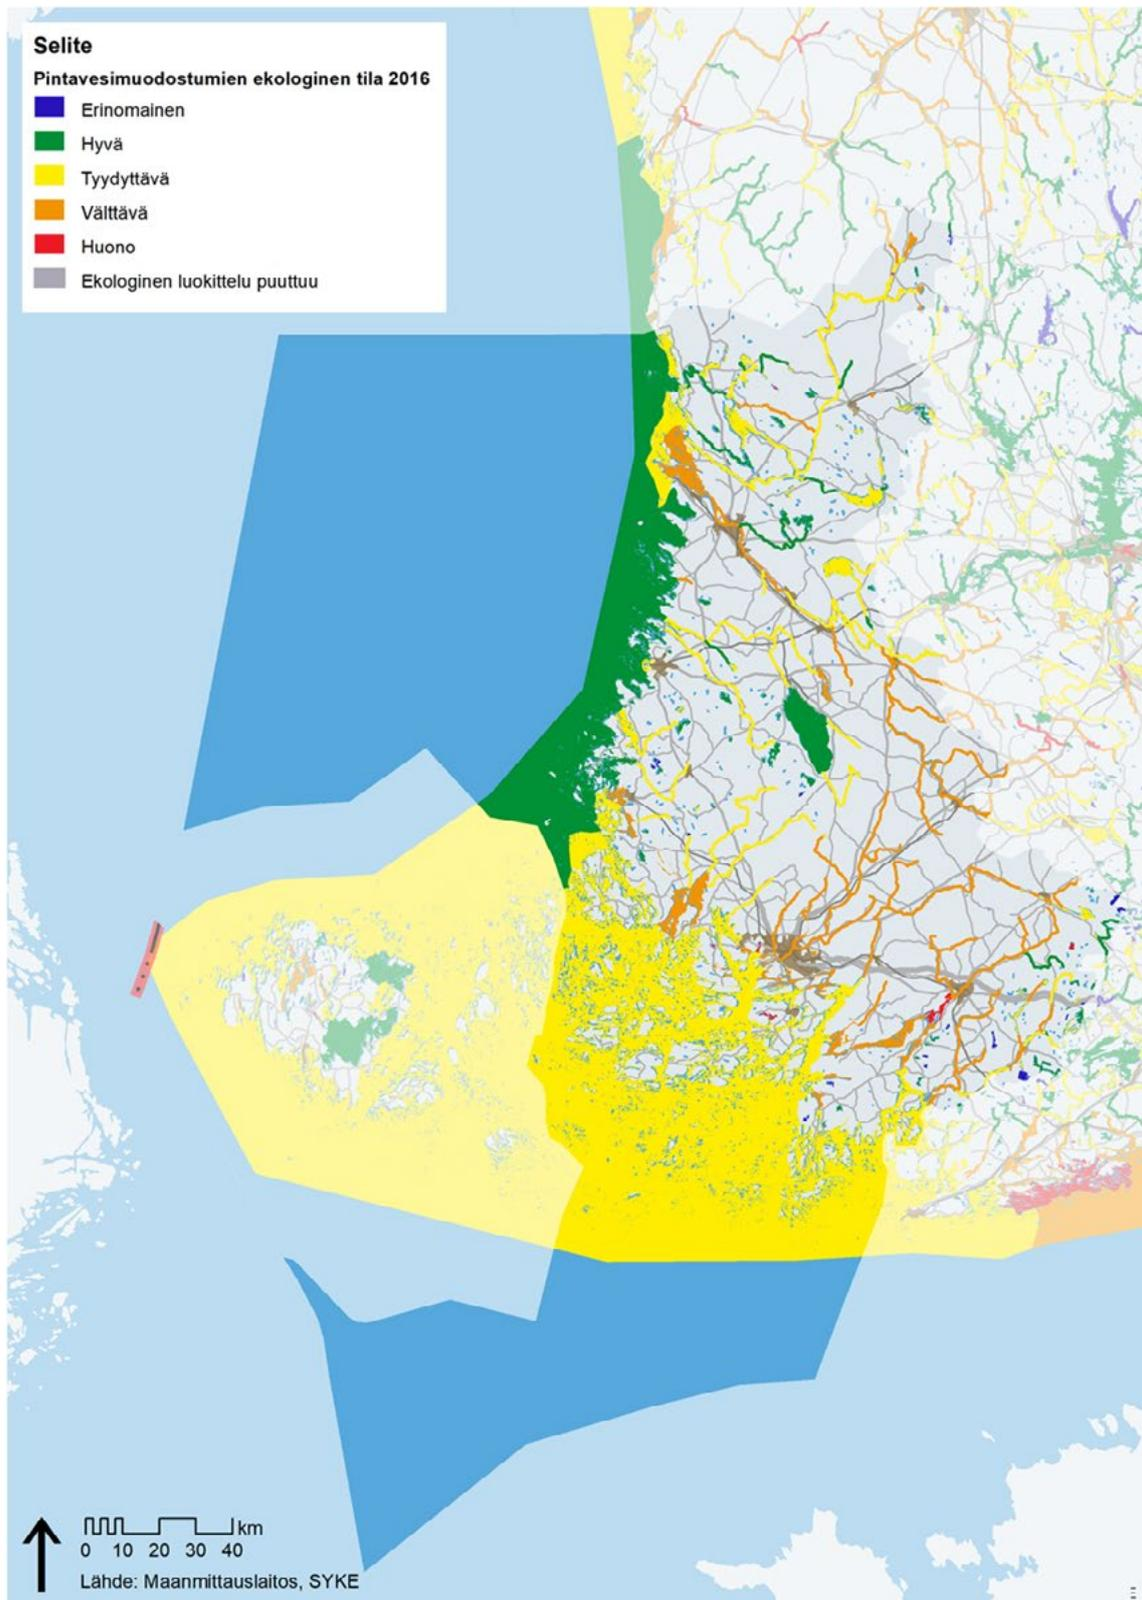 Selite
Pintavesimuodostumien ekologinen tila 2016
Erinomainen
Hyvä
Tyydyttävä
Välttävä
Huono
Ekologinen luokittelu puuttuu
km
0 10 20 30 40
Lähde: Maanmittauslaitos, SYKE